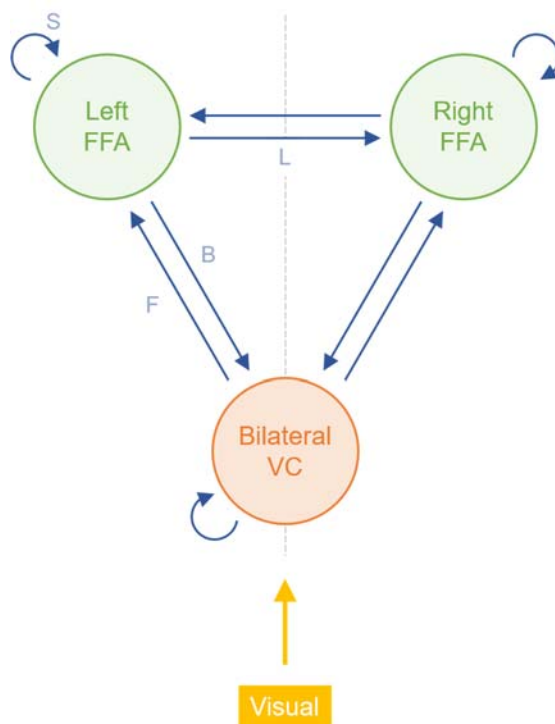 S
Left
FFA
Right
FFA
L
B
F
Bilateral
VC
Visual